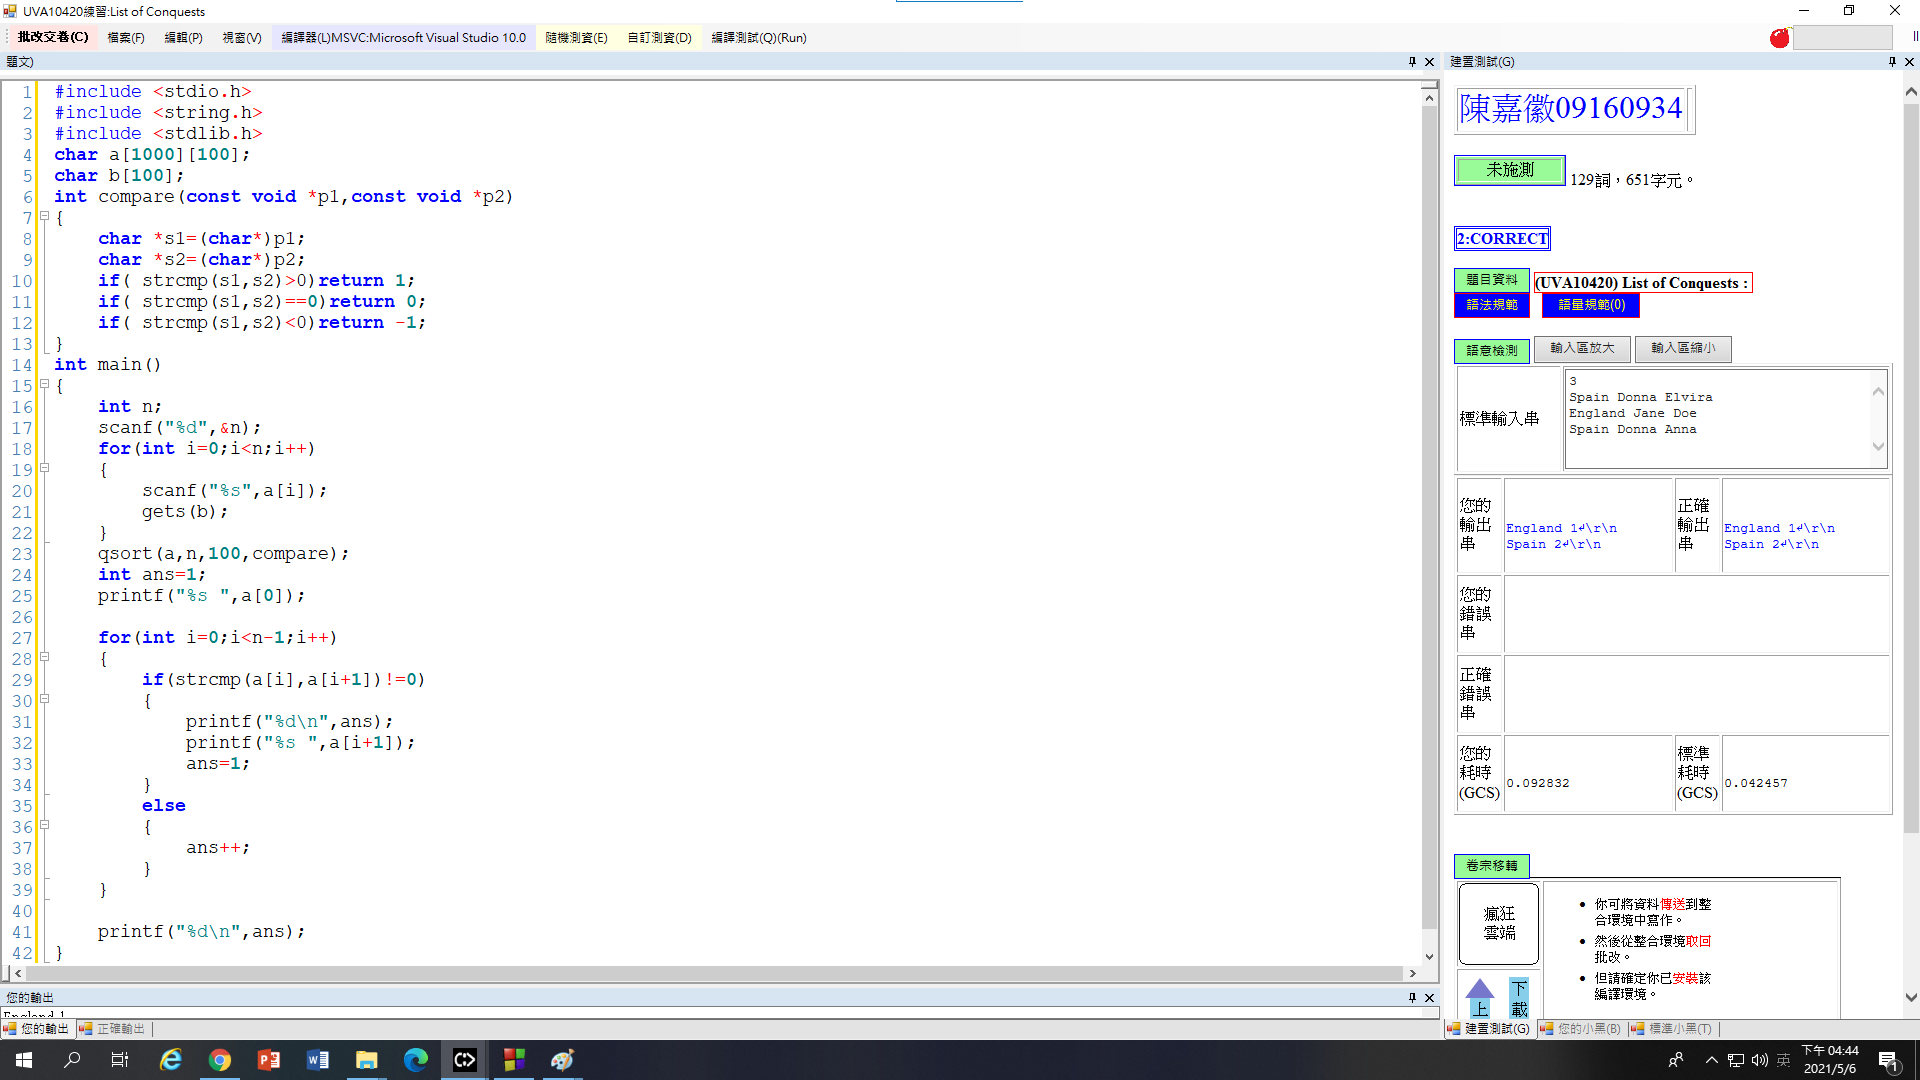 UVA10420練習:List of Conquests
批改交卷(C) 檔案(F) 編輯(P) 視窗(V) 編譯器(L)MSVC:Microsoft Visual Studio 10.0 隨機測資(E) 自訂測資(D) 編譯測試(Q)(Run)
題文)
1 #include <stdio.h>
2 #include <string.h>
3 #include <stdlib.h>
4 char a[1000][100];
5 char b[100];
6 int compare(const void *p1,const void *p2)
7 {
8 char *s1=(char*)p1;
9 char *s2=(char*)p2;
10 if( strcmp(s1,s2)>0)return 1;
11 if( strcmp(s1,s2)==0)return 0;
12 if( strcmp(s1,s2)<0)return -1;
13 }
14 int main()
15 {
16 int n;
17 scanf("%d",&n);
18 for(int i=0;i<n;i++)
19 {
20 scanf("%s",a[i]);
21 gets(b);
22 }
23 qsort(a,n,100,compare);
24 int ans=1;
25 printf("%s ",a[0]);
26
27 for(int i=0;i<n-1;i++)
28 {
29 if(strcmp(a[i],a[i+1])!=0)
30 {
31 printf("%d\n",ans);
32 printf("%s ",a[i+1]);
33 ans=1;
34 }
35 else
36 {
37 ans++;
38 }
39 }
40
41 printf("%d\n",ans);
42 }
您的輸出
England 1
您的輸出 正確輸出
建置測試(G)
陳嘉徽09160934
未施測 129詞，651字元。
2:CORRECT
題目資料 (UVA10420) List of Conquests :
語法規範 語量規範(0)
語意檢測 輸入區放大 輸入區縮小
標準輸入串
3
Spain Donna Elvira
England Jane Doe
Spain Donna Anna
您的輸出串
England 1↲\r\n
Spain 2↲\r\n
正確輸出串
England 1↲\r\n
Spain 2↲\r\n
您的錯誤串
正確錯誤串
您的耗時(GCS) 0.092832 標準耗時(GCS) 0.042457
卷宗移轉
瘋狂雲端
上
下載
• 你可將資料傳送到整合環境中寫作。
• 然後從整合環境取回批改。
• 但請確定你已安裝該編譯環境。
建置測試(G) 您的小黑(B) 標準小黑(T)
英 下午 04:44
2021/5/6
1